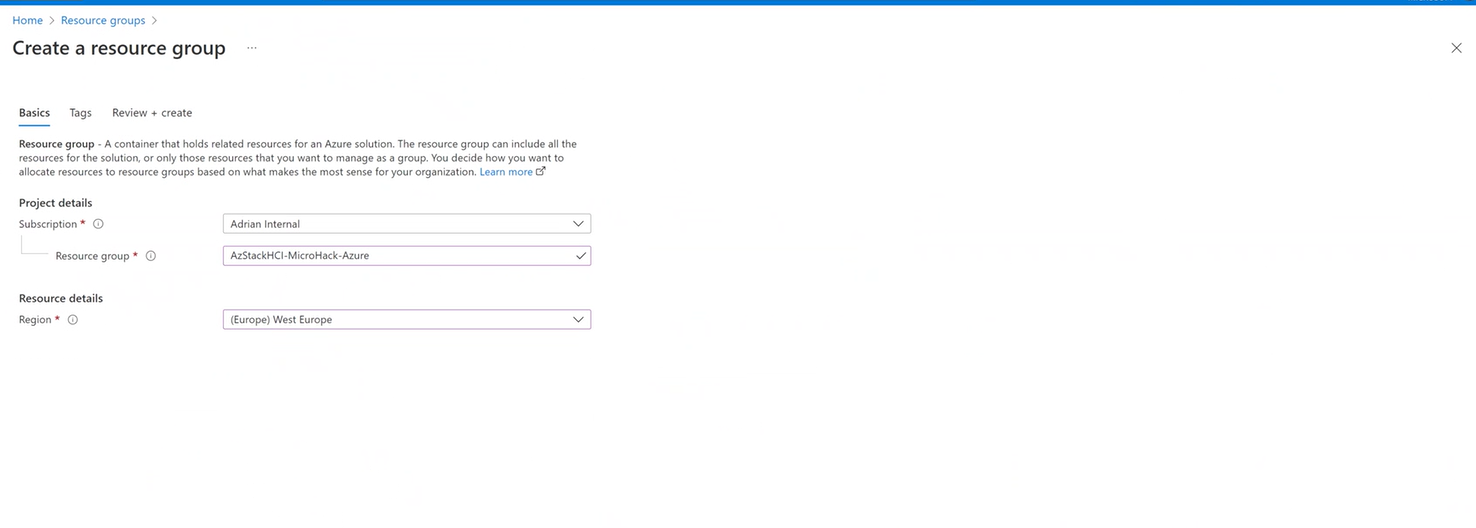 Home > Resource groups >
Create a resource group ...
Basics Tags Review + create
Resource group - A container that holds related resources for an Azure solution. The resource group can include all the
resources for the solution, or only those resources that you want to manage as a group. You decide how you want to
allocate resources to resource groups based on what makes the most sense for your organization. Learn more
Project details
Subscription * Adrian Internal
Resource group * AzStackHCI-MicroHack-Azure
Resource details
Region * (Europe) West Europe